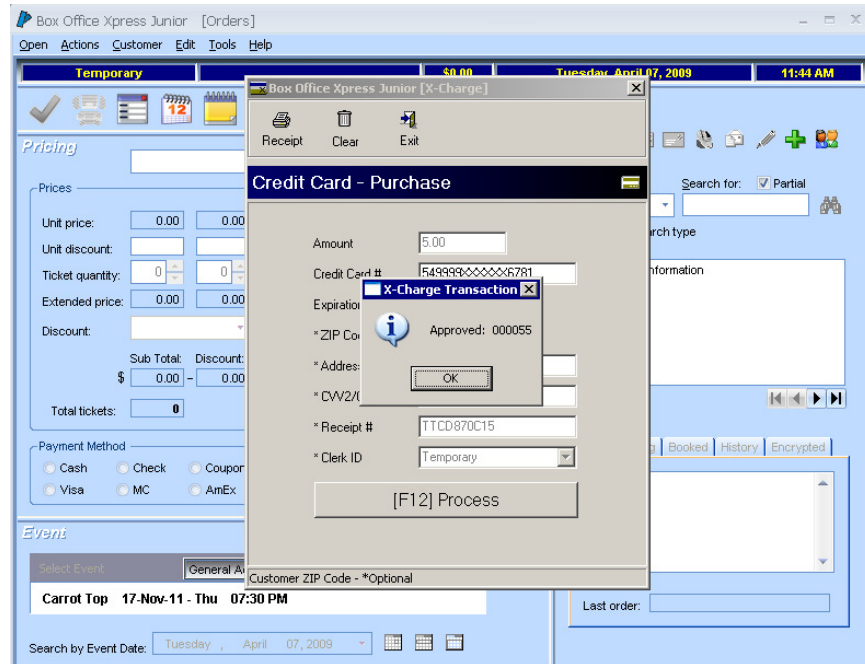 Box Office Xpress Junior [Orders]
Open Actions Customer Edit Tools Help
Temporary $0.00 Tuesday, April 07, 2009 11:44 AM
Box Office Xpress Junior [X-Charge]
12
Receipt Clear Exit
Pricing
Credit Card - Purchase
Prices
Search for: Partial
Unit price: 0.00 0.00
Unit discount:
Ticket quantity: 0 0
Extended price: 0.00 0.00
Discount:
Sub Total: Discount:
$ 0.00 - 0.00
Total tickets: 0
Payment Method
Cash Check Coupon
Visa MC AmEx
Amount 5.00
Credit Card # 549999XXXXXX6781
Expiration
*ZIP Co
*Address
*CVV2/
*Receipt # TTCD870C15
*Clerk ID Temporary
[F12] Process
Customer ZIP Code - *Optional
X-Charge Transaction
Approved: 000055
OK
rch type
nformation
g Booked History Encrypted
Last order:
Event
Select Event General A
Carrot Top 17-Nov-11 - Thu 07:30 PM
Search by Event Date: Tuesday , April 07, 2009